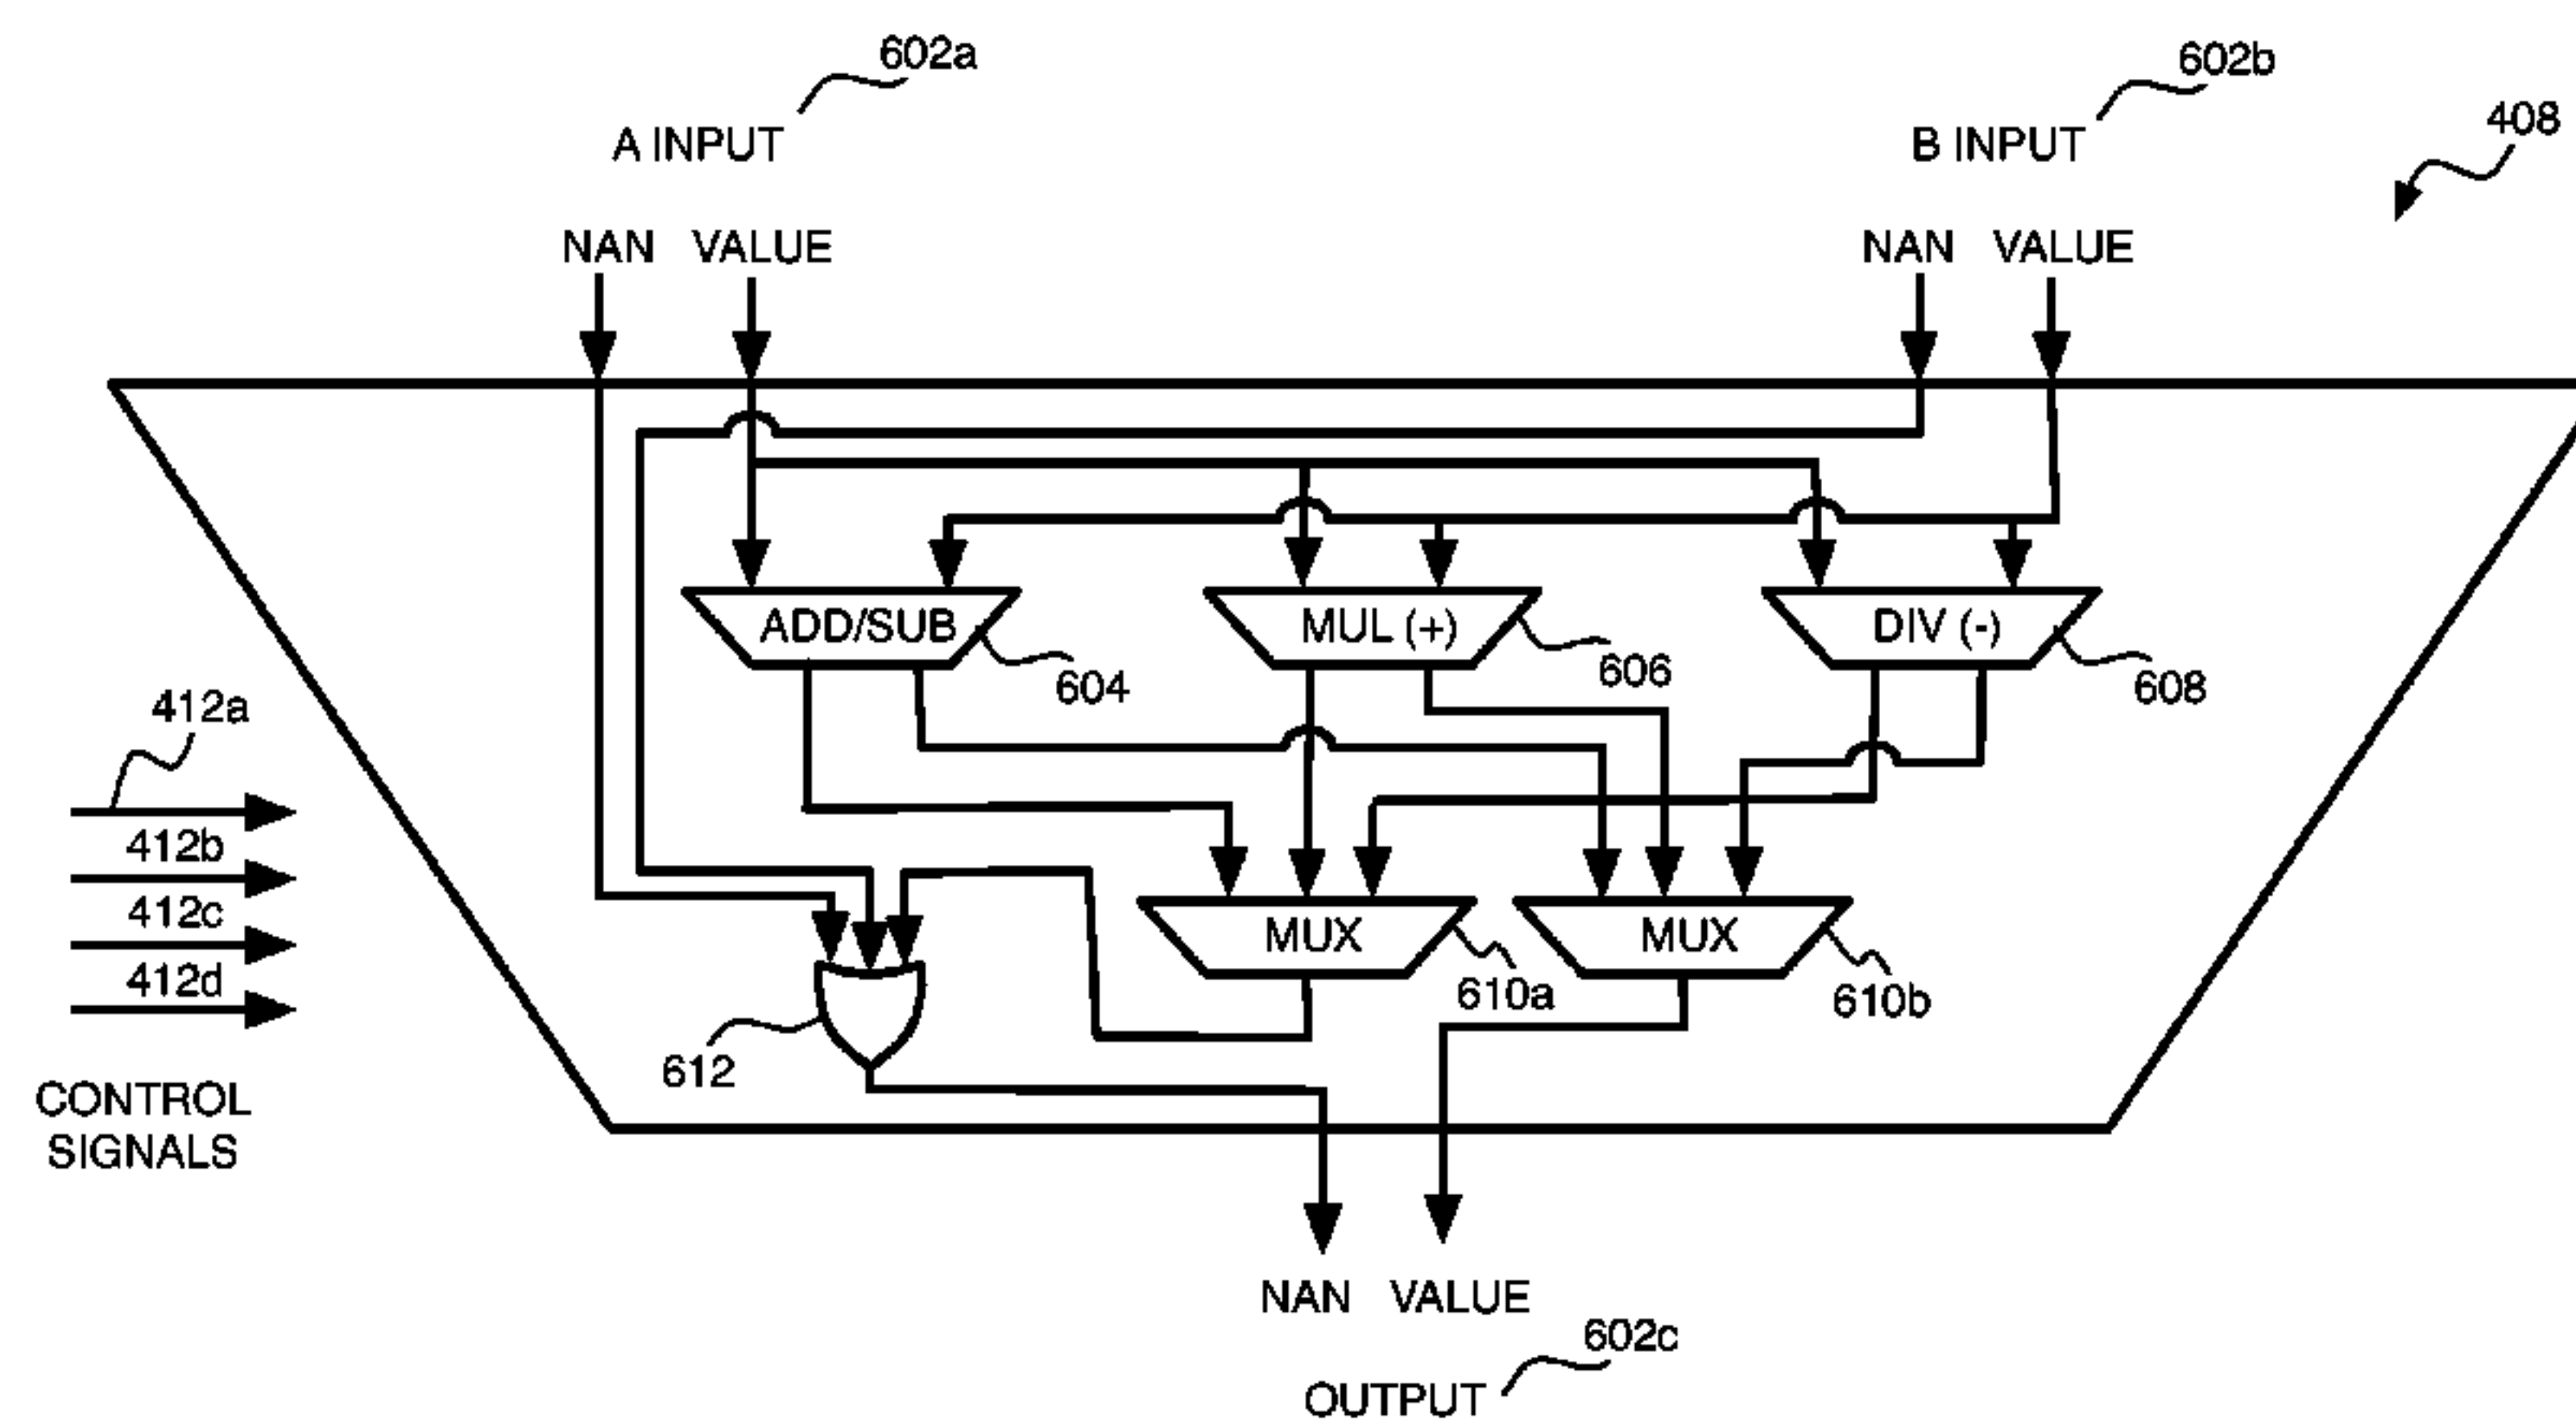 602a
602b
408
A INPUT
B INPUT
NAN VALUE
NAN VALUE
ADD/SUB
MUL (+)
DIV (-)
604
606
608
412a
412b
412c
412d
CONTROL
SIGNALS
MUX
MUX
610a
610b
612
NAN VALUE
602c
OUTPUT